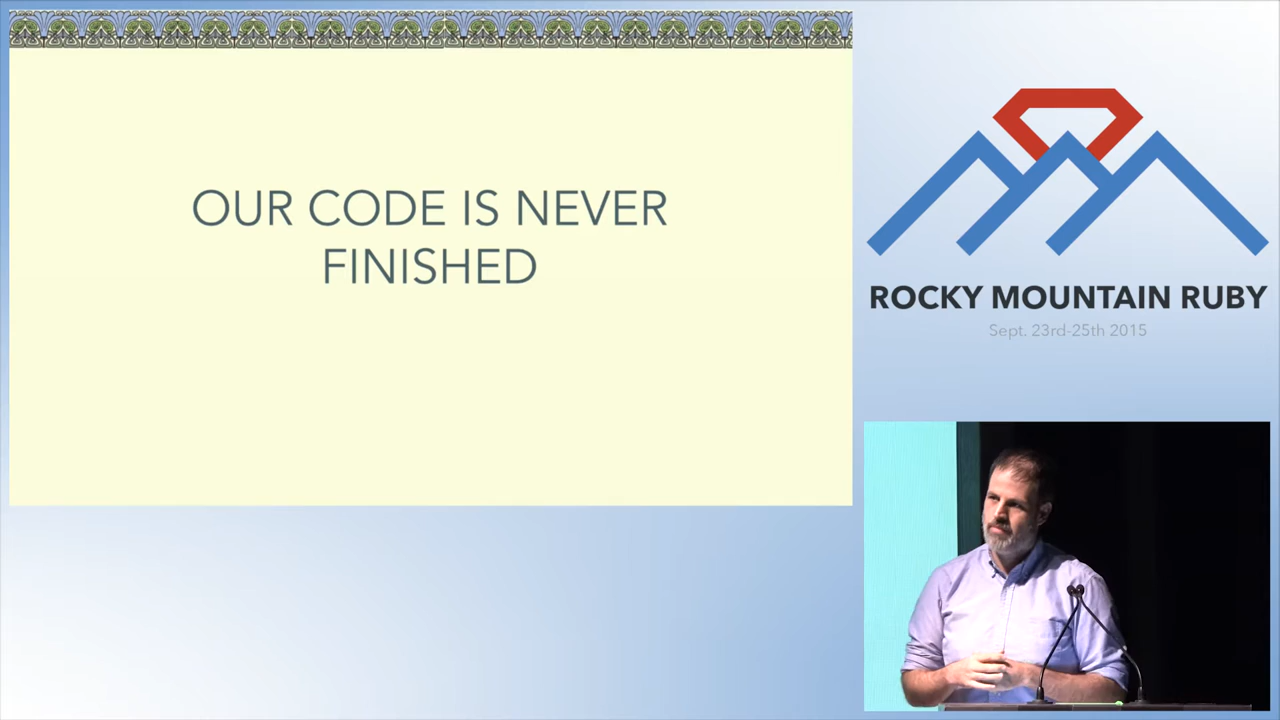 OUR CODE IS NEVER
FINISHED
ROCKY MOUNTAIN RUBY
Sept. 23rd-25th 2015